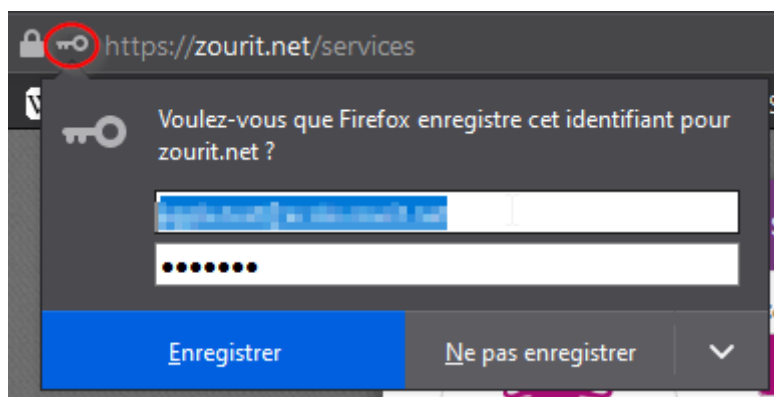 https://zourit.net/services
Voulez-vous que Firefox enregistre cet identifiant pour
zourit.net ?
•••••••
Enregistrer
Ne pas enregistrer